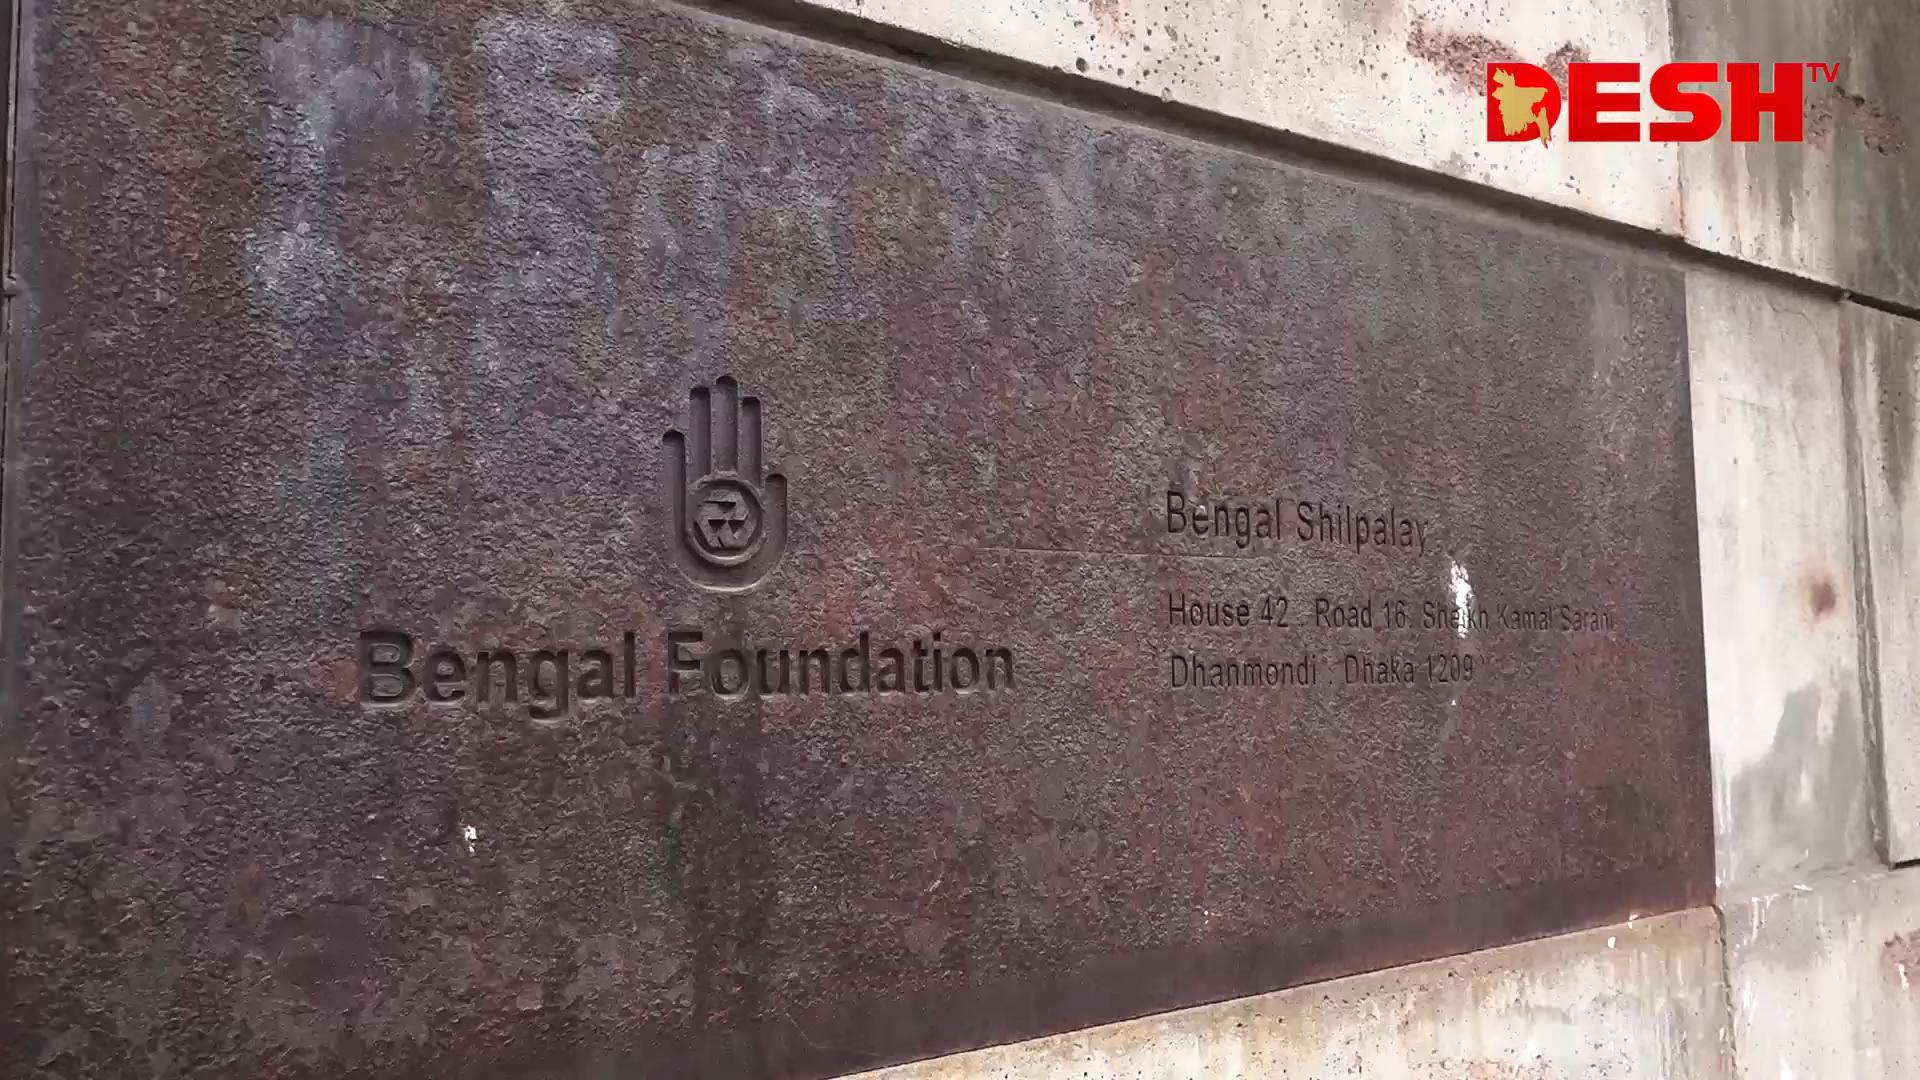 DESH TV
Bengal Foundation
Bengal Shilpalay
House 42 . Road 16. Sheikh Kamal Sarani
Dhanmondi . Dhaka 1209